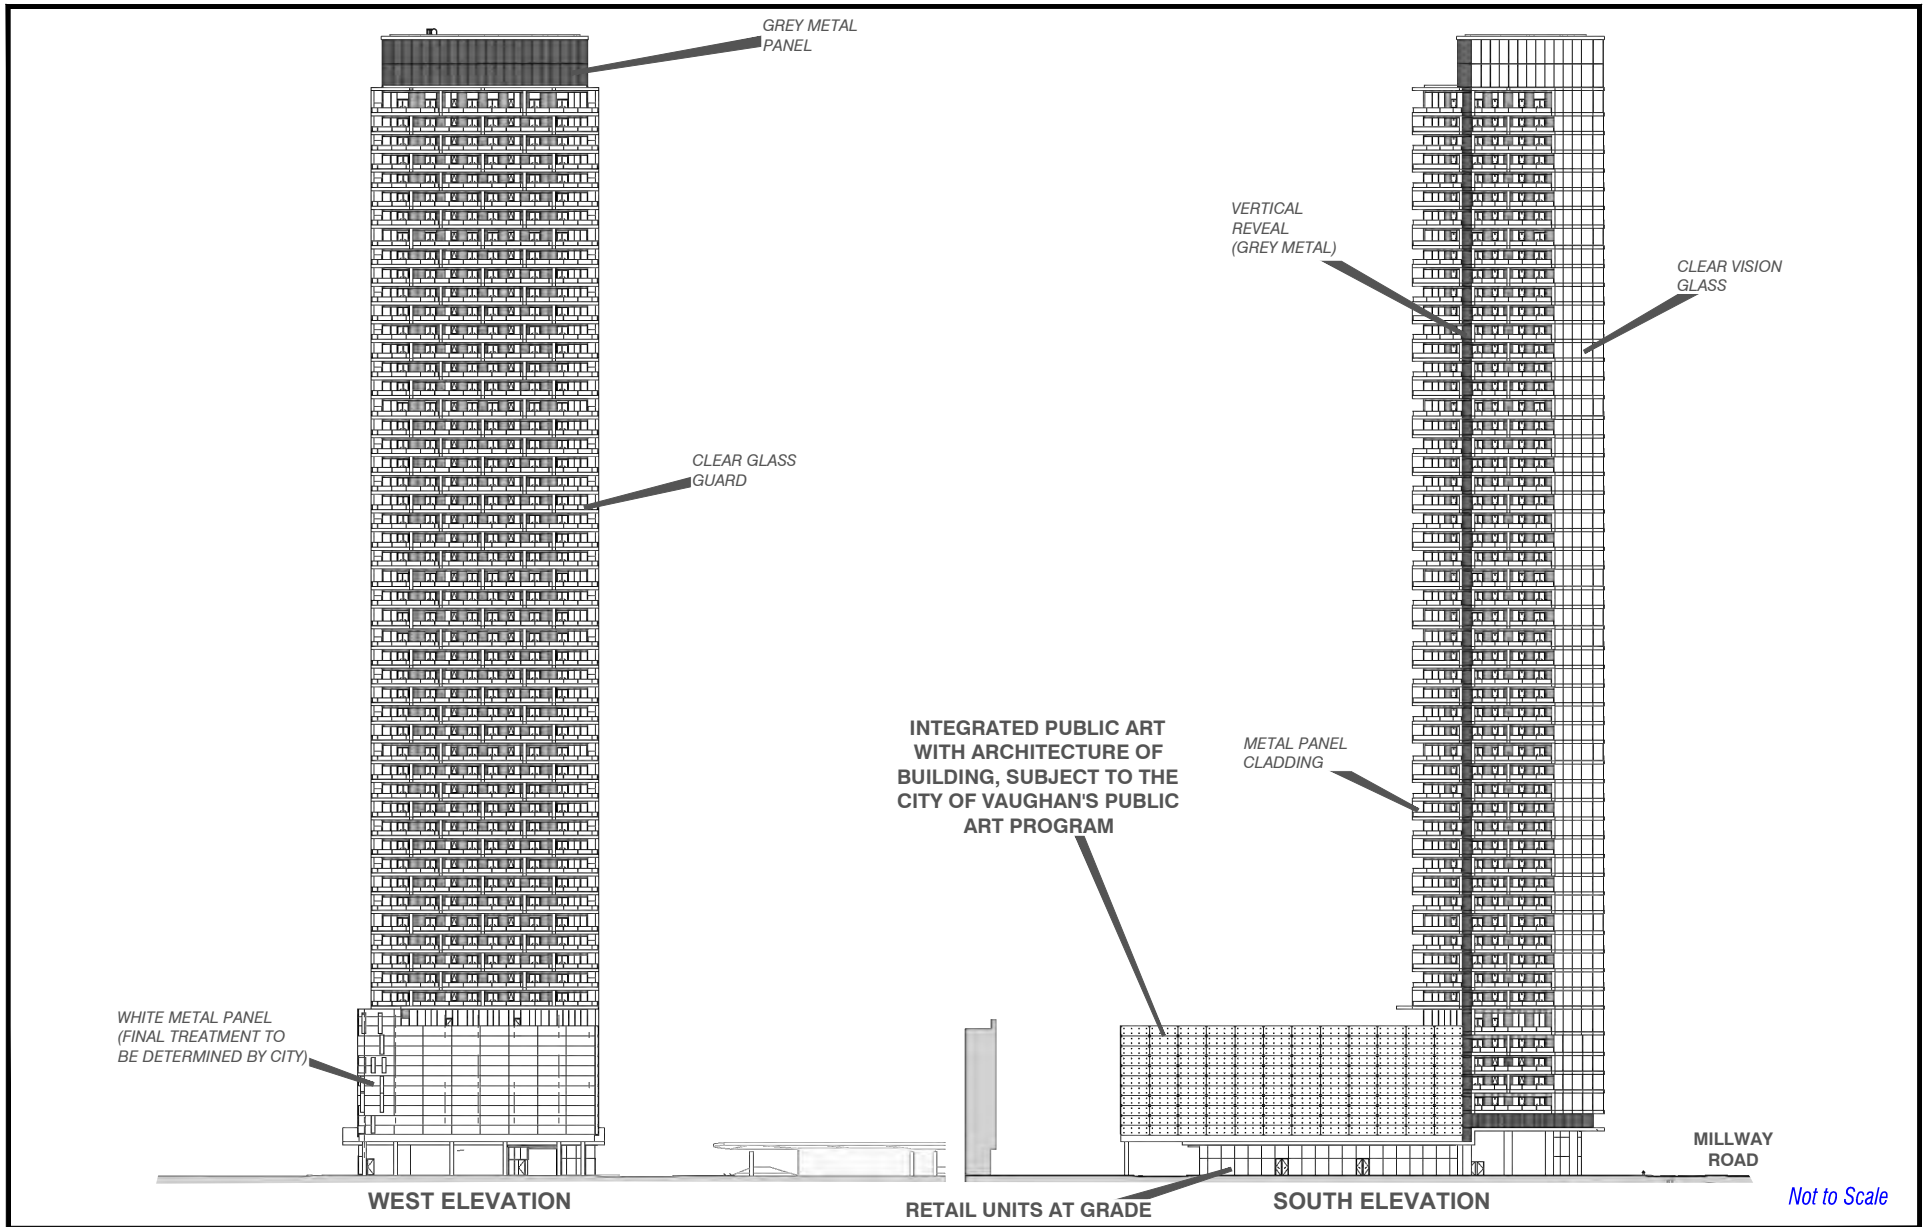 GREY METAL
PANEL
VERTICAL
REVEAL
(GREY METAL)
CLEAR VISION
GLASS
CLEAR GLASS
GUARD
INTEGRATED PUBLIC ART
WITH ARCHITECTURE OF
BUILDING, SUBJECT TO THE
CITY OF VAUGHAN'S PUBLIC
ART PROGRAM
METAL PANEL
CLADDING
WHITE METAL PANEL
(FINAL TREATMENT TO
BE DETERMINED BY CITY)
MILLWAY
ROAD
WEST ELEVATION
RETAIL UNITS AT GRADE
SOUTH ELEVATION
Not to Scale